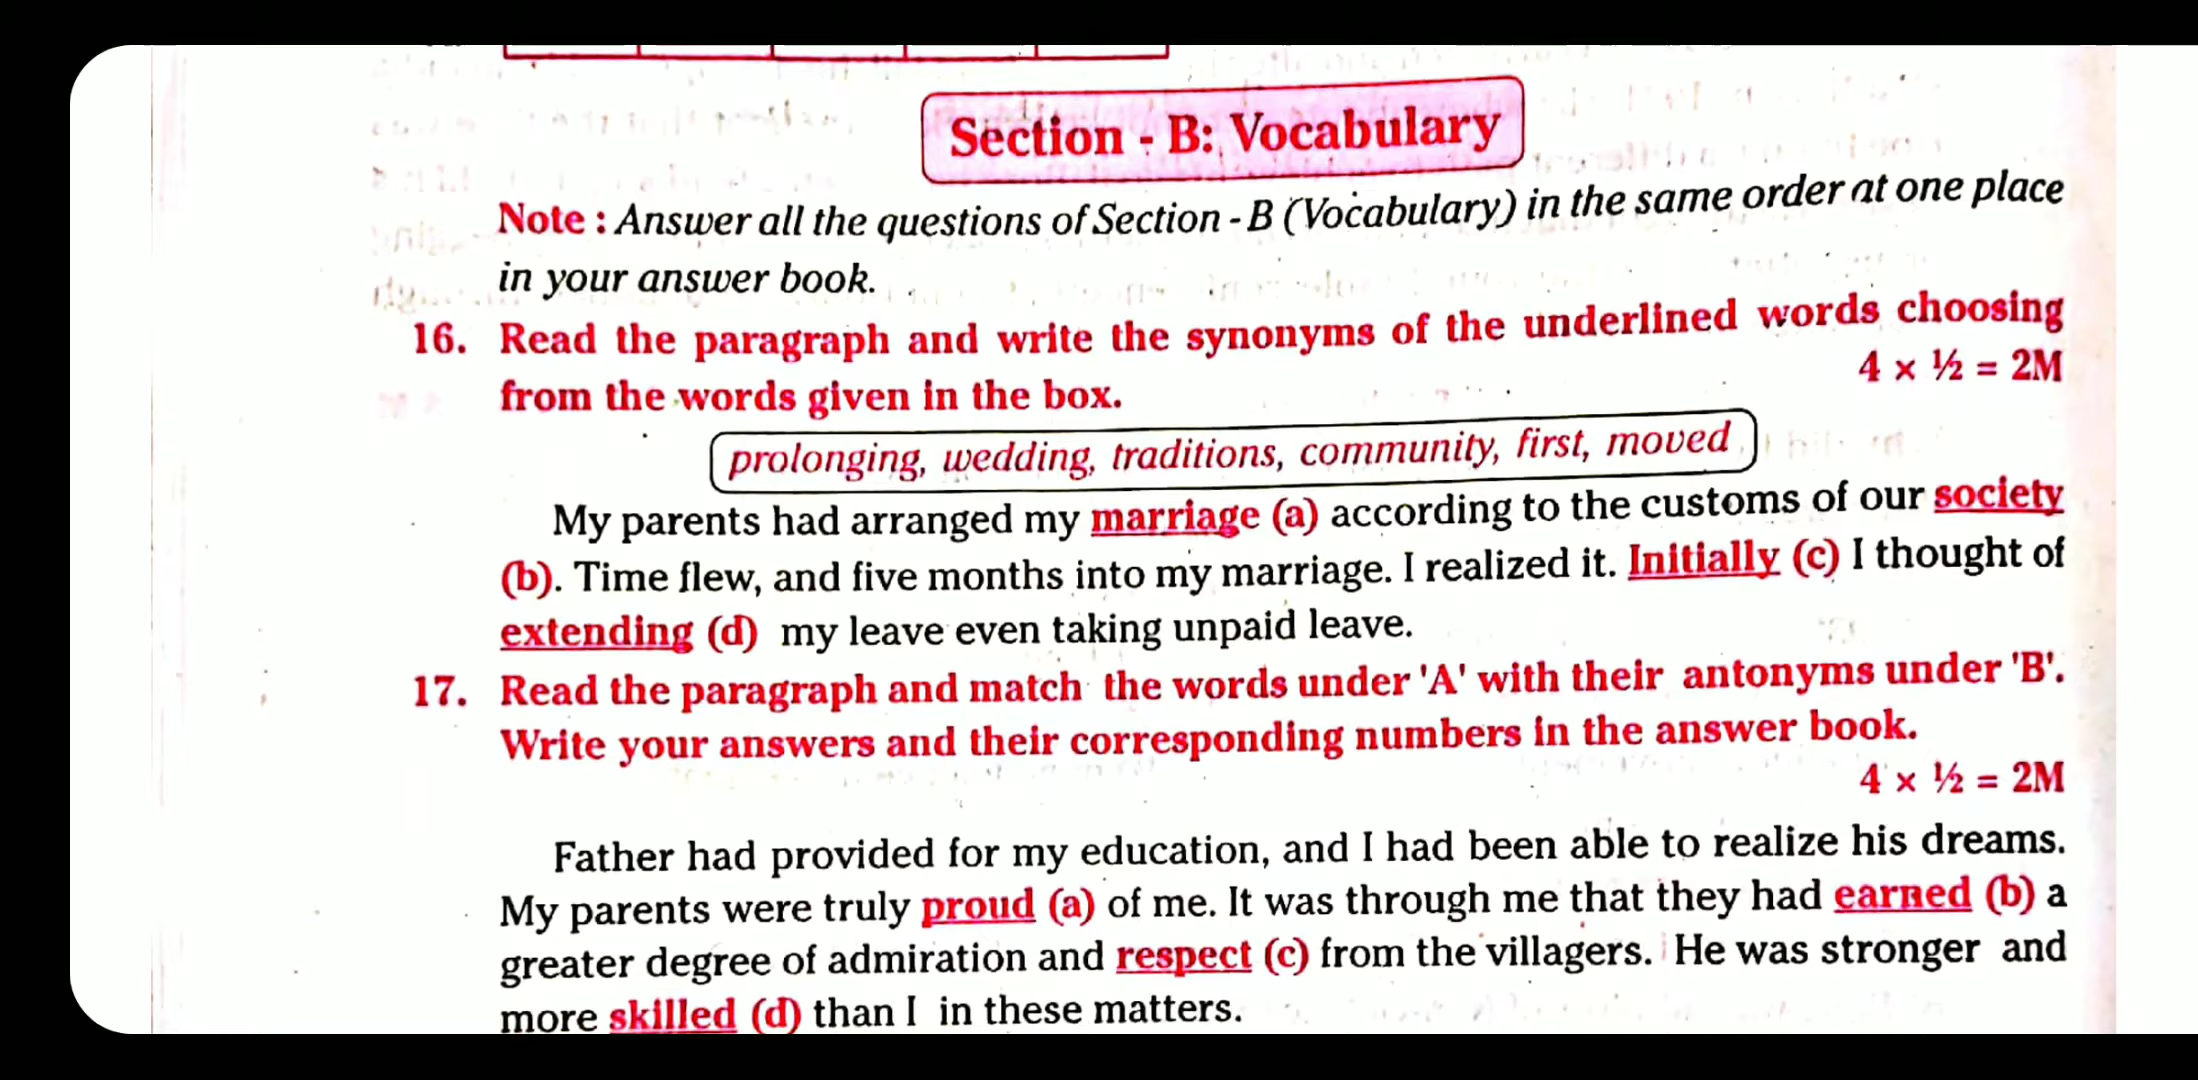 Section - B: Vocabulary
Note : Answer all the questions of Section - B (Vocabulary) in the same order at one place
in your answer book.
16. Read the paragraph and write the synonyms of the underlined words choosing
from the words given in the box. 4 × ½ = 2M
prolonging, wedding, traditions, community, first, moved
My parents had arranged my marriage (a) according to the customs of our society
(b). Time flew, and five months into my marriage. I realized it. Initially (c) I thought of
extending (d) my leave even taking unpaid leave.
17. Read the paragraph and match the words under 'A' with their antonyms under 'B'.
Write your answers and their corresponding numbers in the answer book.
4 × ½ = 2M
Father had provided for my education, and I had been able to realize his dreams.
My parents were truly proud (a) of me. It was through me that they had earned (b) a
greater degree of admiration and respect (c) from the villagers. He was stronger and
more skilled (d) than I in these matters.